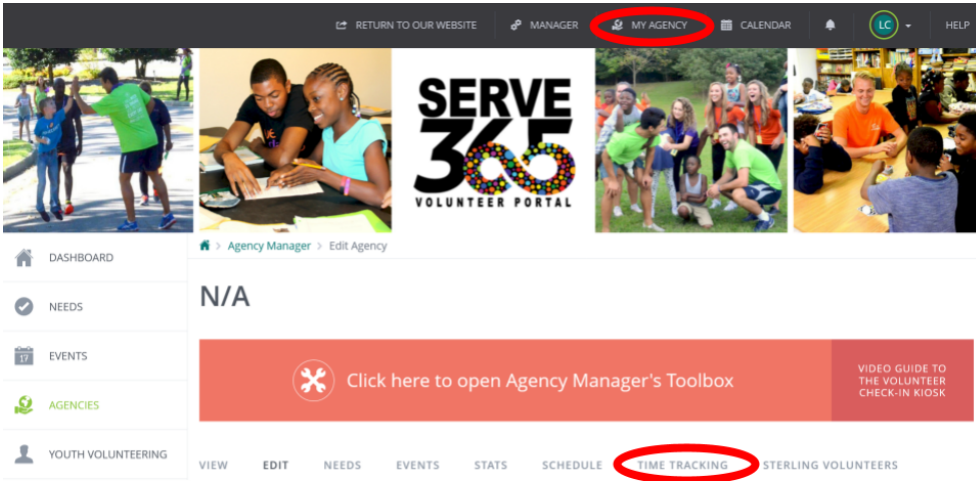 RETURN TO OUR WEBSITE MANAGER MY AGENCY CALENDAR LC HELP
SERVE
365
VOLUNTEER PORTAL
Agency Manager > Edit Agency
DASHBOARD
NEEDS
17 EVENTS
AGENCIES
YOUTH VOLUNTEERING
N/A
Click here to open Agency Manager's Toolbox
VIDEO GUIDE TO
THE VOLUNTEER
CHECK-IN KIOSK
VIEW EDIT NEEDS EVENTS STATS SCHEDULE TIME TRACKING STERLING VOLUNTEERS